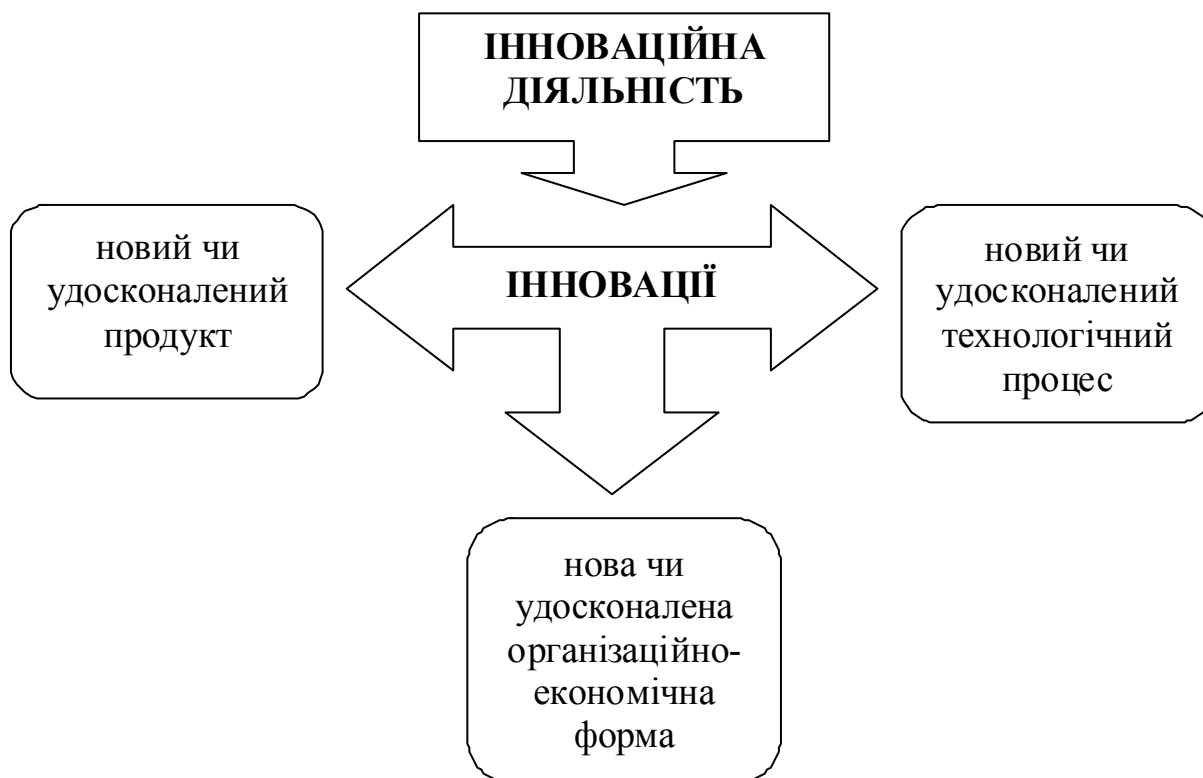 ІННОВАЦІЙНА
ДІЯЛЬНІСТЬ
ІННОВАЦІЇ
новий чи
удосконалений
продукт
новий чи
удосконалений
технологічний
процес
нова чи
удосконалена
організаційно-
економічна
форма